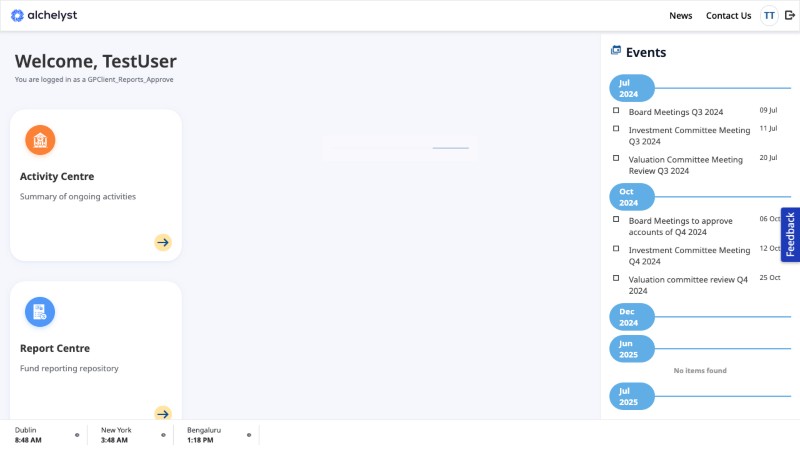 alchelyst
News Contact Us TT
Welcome, TestUser
You are logged in as a GPClient_Reports_Approve
Activity Centre
Summary of ongoing activities
Report Centre
Fund reporting repository
Events
Jul
2024
Board Meetings Q3 2024 09 Jul
Investment Committee Meeting 11 Jul
Q3 2024
Valuation Committee Meeting 20 Jul
Review Q3 2024
Oct
2024
Board Meetings to approve 06 Oct
accounts of Q4 2024
Investment Committee Meeting 12 Oct
Q4 2024
Valuation committee review Q4 25 Oct
2024
Dec
2024
Jun
2025
No items found
Jul
2025
Feedback
Dublin
8:48 AM
New York
3:48 AM
Bengaluru
1:18 PM